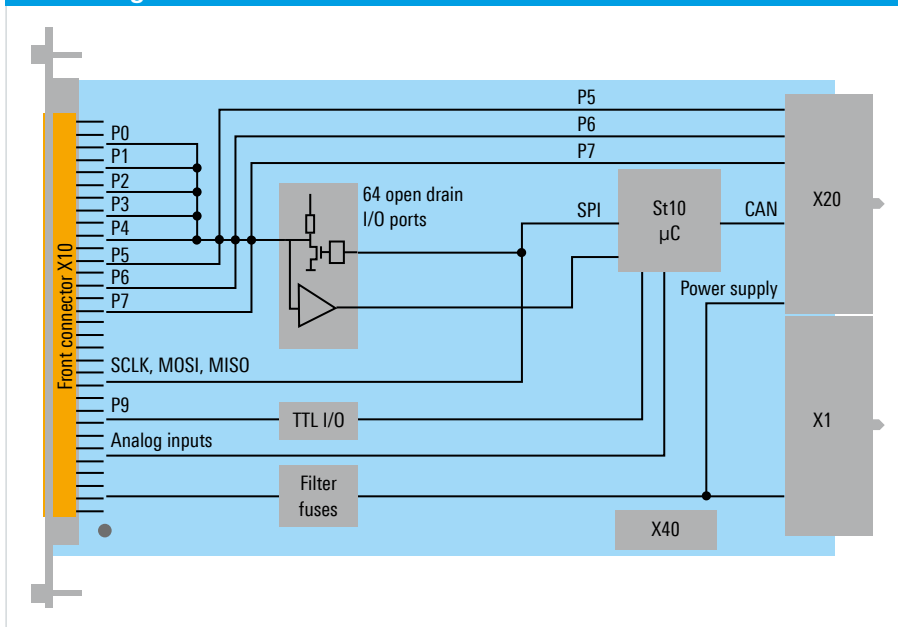 P5
P6
P7
P0
P1
P2
P3
P4
P5
P6
P7
64 open drain
I/O ports
SPI
St10
µC
CAN
X20
Power supply
Front connector X10
SCLK, MOSI, MISO
P9
TTL I/O
X1
Analog inputs
Filter
fuses
X40